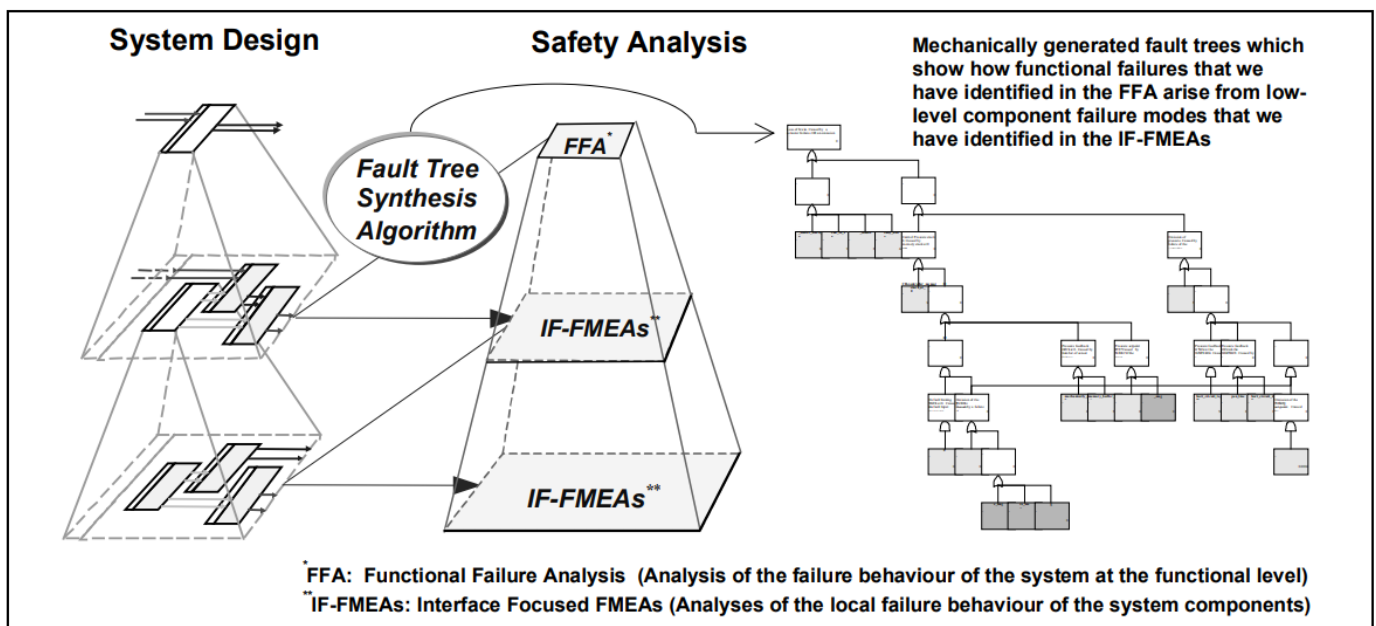 System Design
Safety Analysis
Mechanically generated fault trees which
show how functional failures that we
have identified in the FFA arise from low-
level component failure modes that we
have identified in the IF-FMEAs
FFA*
Fault Tree
Synthesis
Algorithm
IF-FMEAs**
IF-FMEAs**
*FFA: Functional Failure Analysis (Analysis of the failure behaviour of the system at the functional level)
**IF-FMEAs: Interface Focused FMEAs (Analyses of the local failure behaviour of the system components)